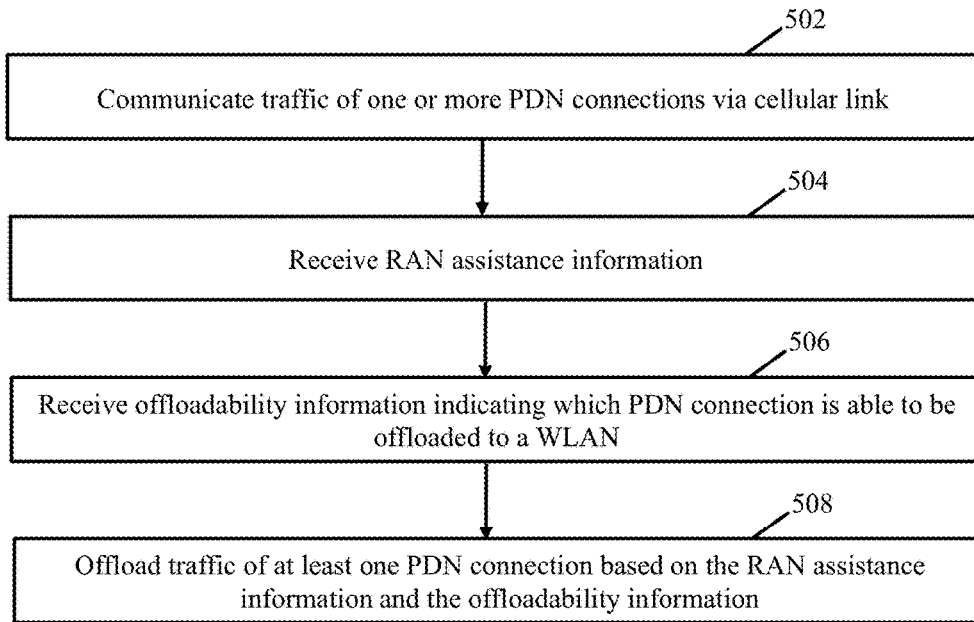 502
Communicate traffic of one or more PDN connections via cellular link
504
Receive RAN assistance information
506
Receive offloadability information indicating which PDN connection is able to be
offloaded to a WLAN
508
Offload traffic of at least one PDN connection based on the RAN assistance
information and the offloadability information